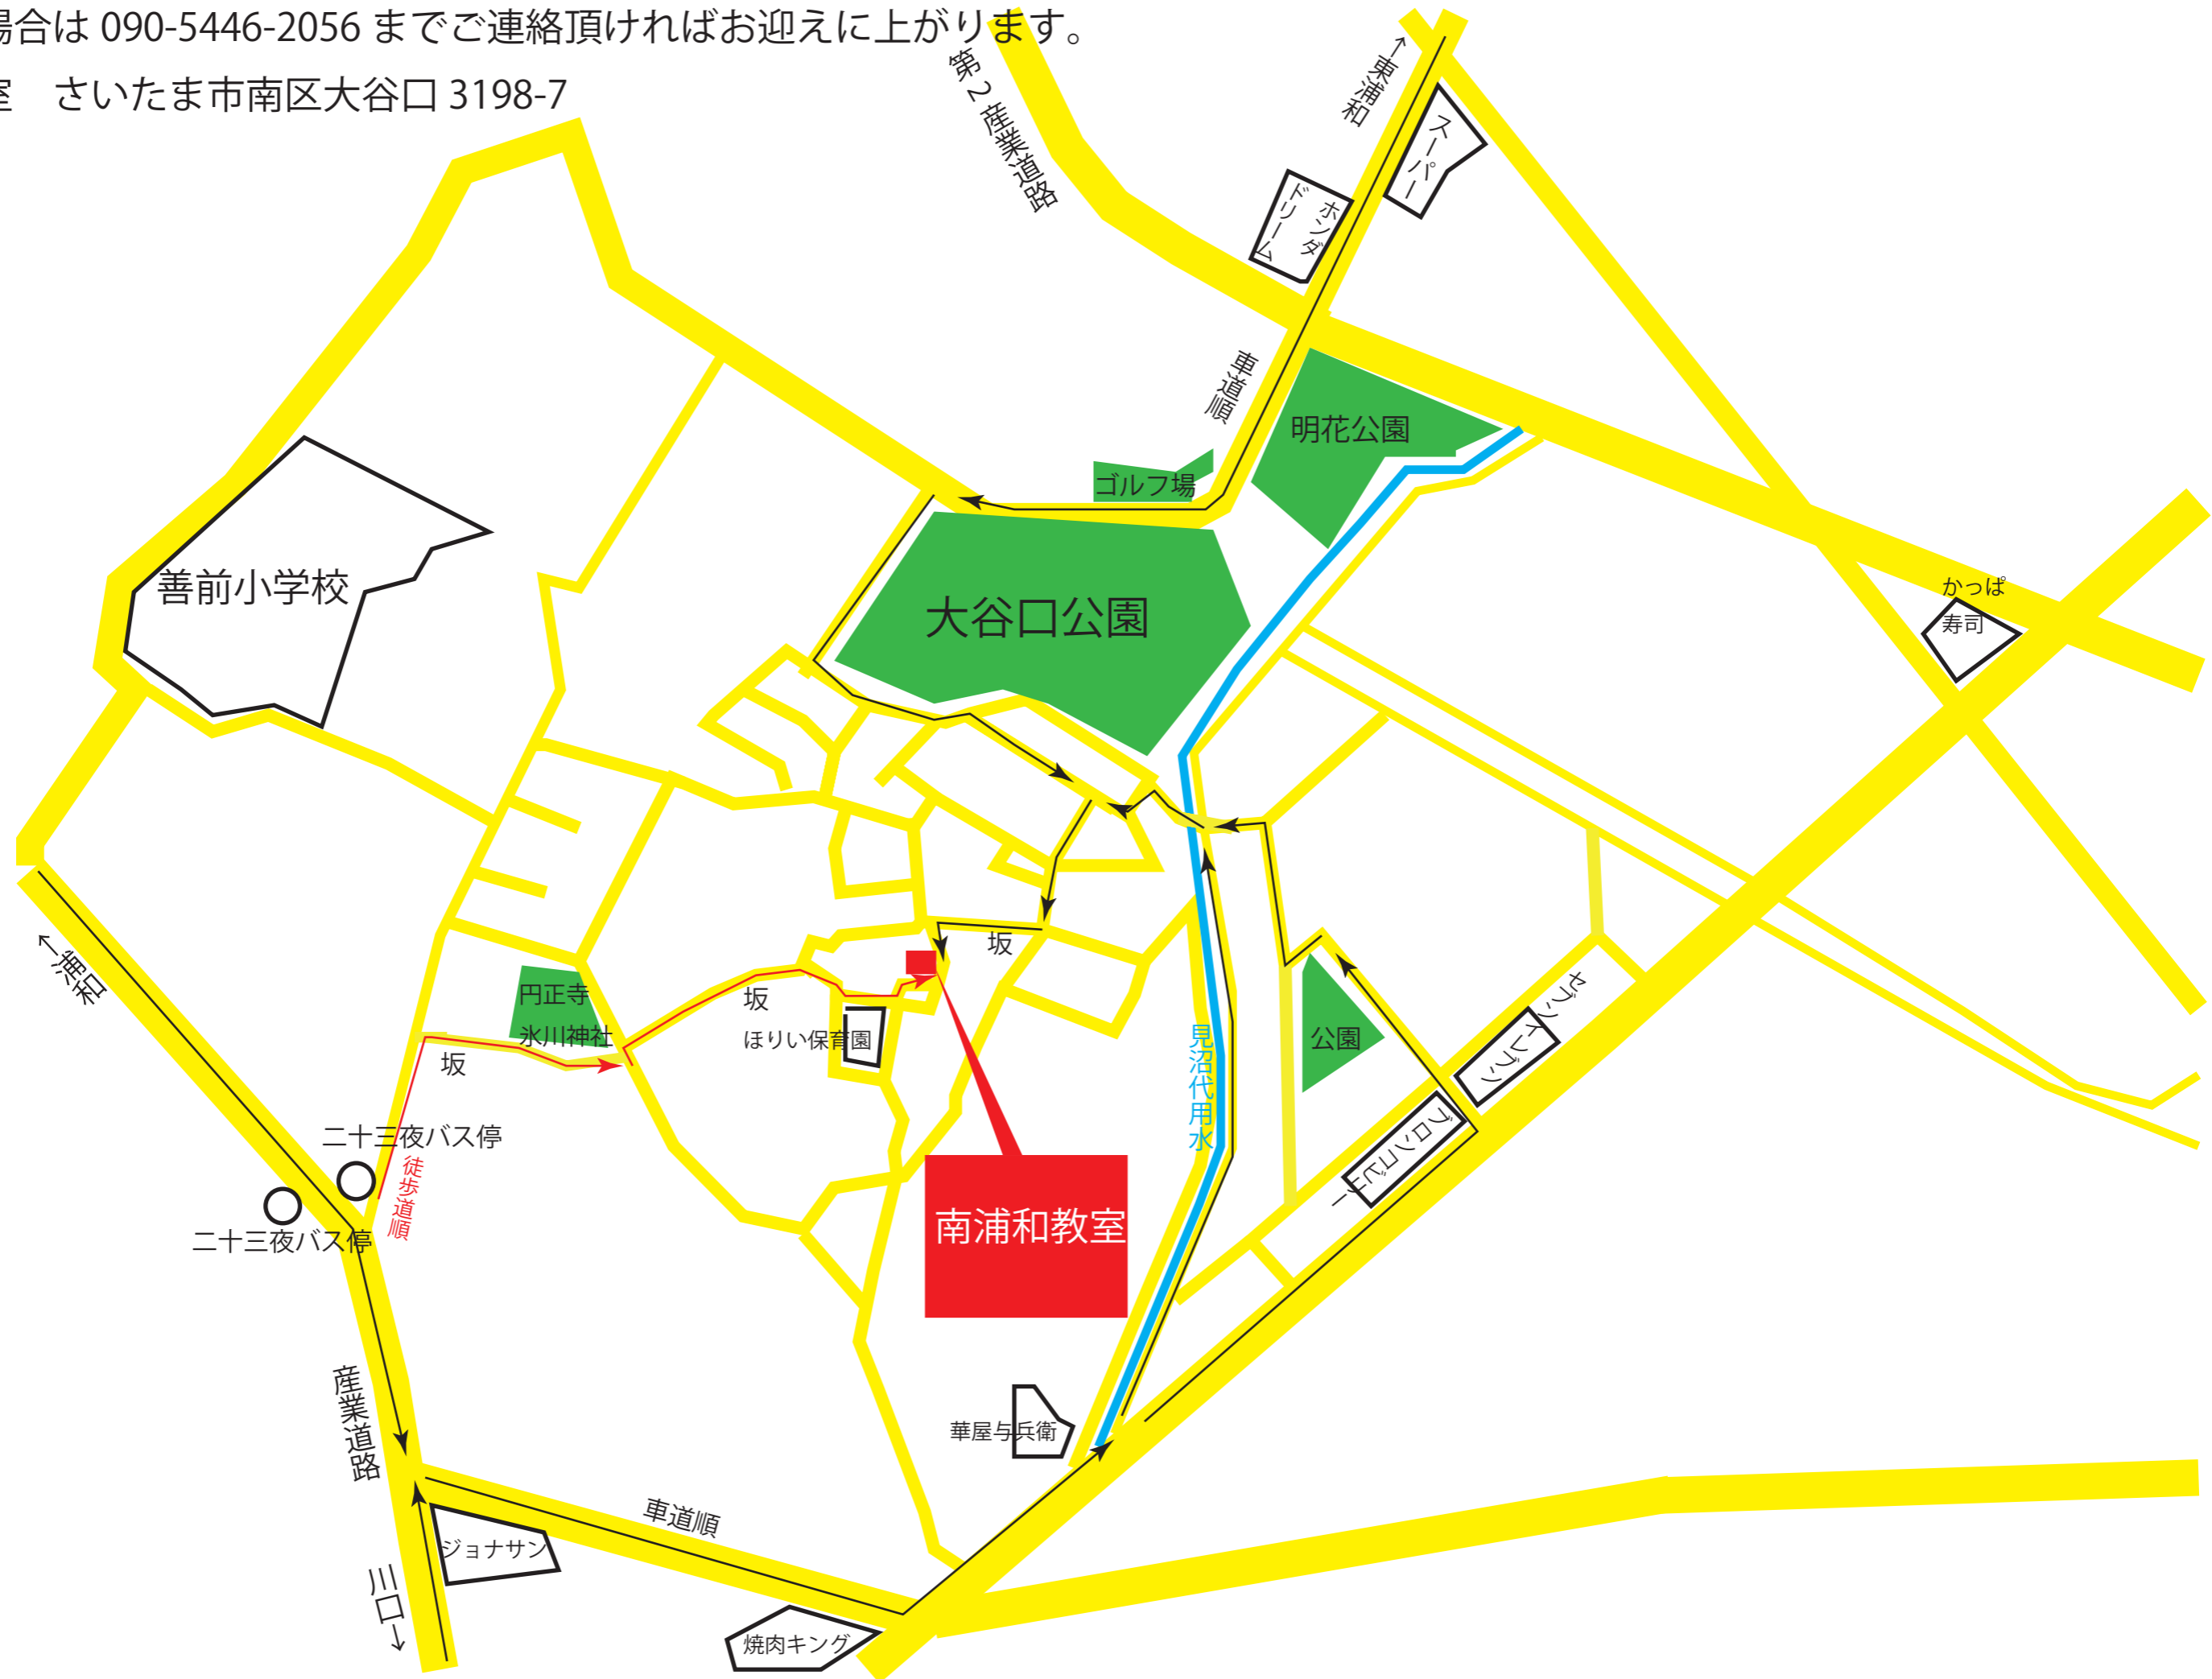 場合は 090-5446-2056 までご連絡頂ければお迎えに上がります。
室　さいたま市南区大谷口 3198-7
第2産業道路
↑東浦和
スーパー
ホンダ
ドリーム
車道順
明花公園
ゴルフ場
善前小学校
大谷口公園
かっぱ
寿司
←浦和
坂
円正寺
氷川神社
坂
坂
ほりい保育園
見沼代用水
公園
セブンイレブン
ブロンコビリー
二十三夜バス停
徒歩道順
二十三夜バス停
南浦和教室
産業道路
華屋与兵衛
車道順
ジョナサン
川口→
焼肉キング